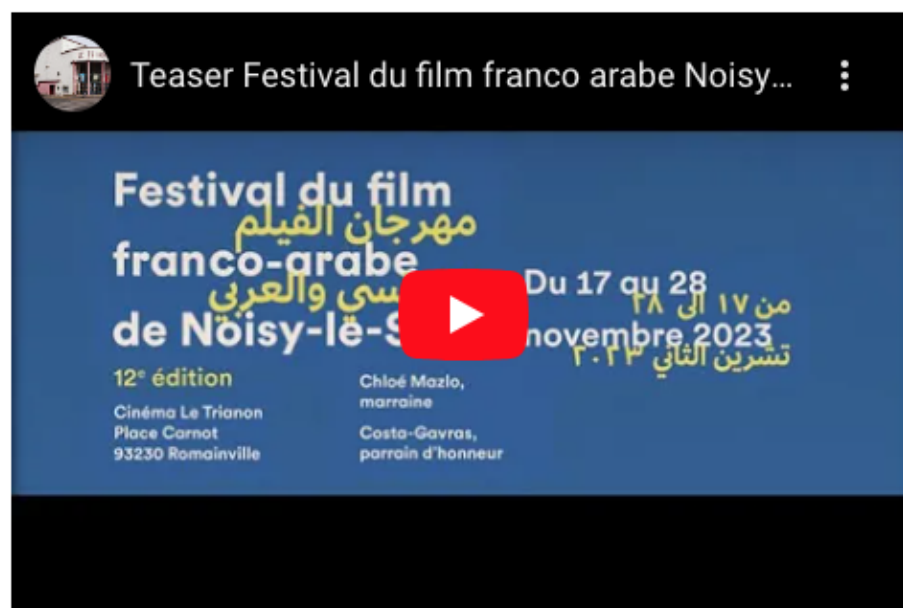 Teaser Festival du film franco arabe Noisy...
Festival du film
مهرجان الفيلم
franco-arabe
والعربي
de Noisy-le-S
Du 17 au 28
من ١٧ الى ٢٨
novembre 2023
تشرين الثاني ٢٠٢٣
12e édition
Cinéma Le Trianon
Place Carnot
93230 Romainville
Chloé Mazlo,
marraine
Costa-Gavras,
parrain d'honneur